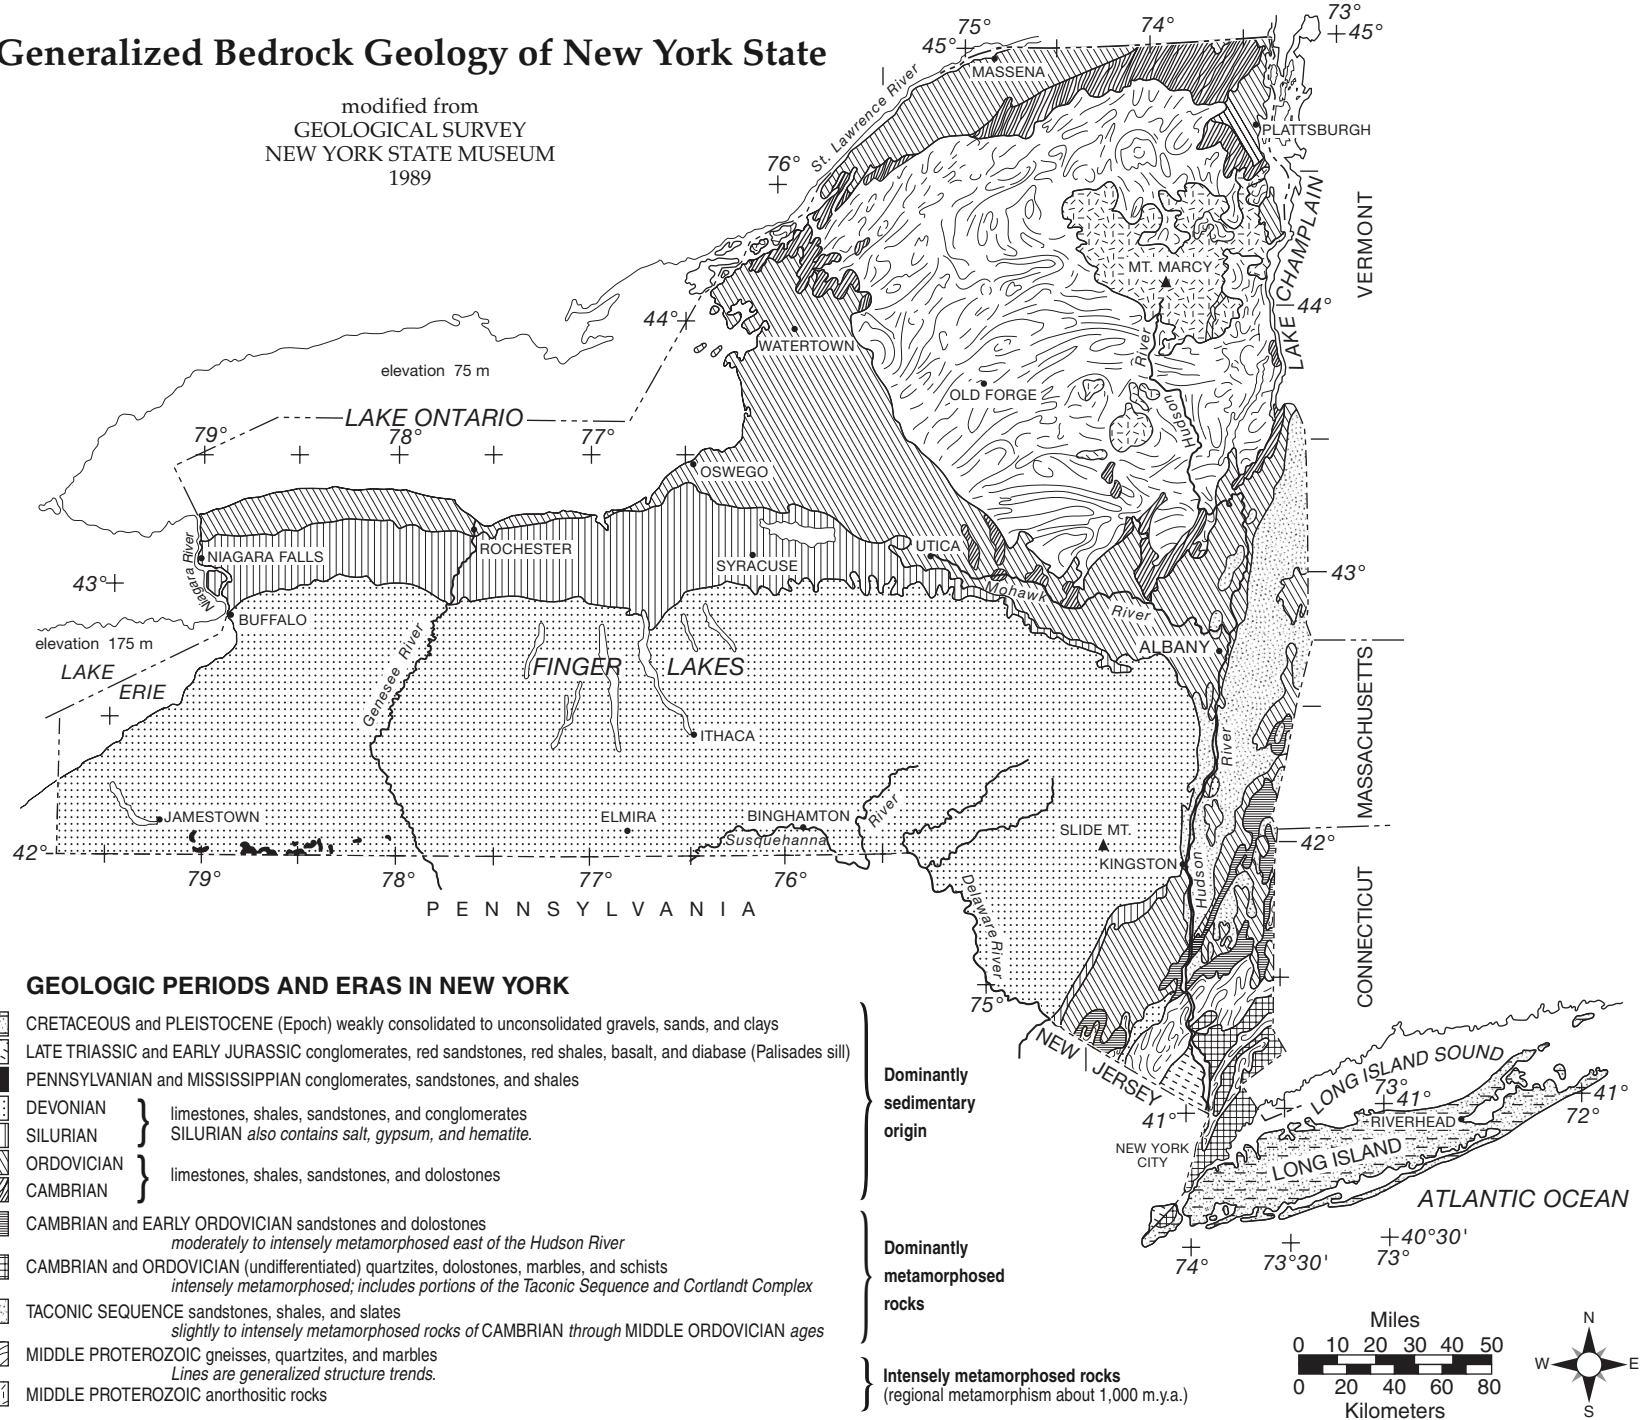 Generalized Bedrock Geology of New York State
modified from
GEOLOGICAL SURVEY
NEW YORK STATE MUSEUM
1989
75°
74°
73°
45°
45°
MASSENA
St. Lawrence River
PLATTSBURGH
76°
LAKE CHAMPLAIN
VERMONT
MT. MARCY
44°
44°
WATERTOWN
River
Hudson
elevation 75 m
OLD FORGE
LAKE ONTARIO
79°
78°
77°
OSWEGO
Niagara River
NIAGARA FALLS
ROCHESTER
SYRACUSE
UTICA
43°
43°
Mohawk
River
BUFFALO
elevation 175 m
LAKE
ERIE
Genesee River
FINGER LAKES
ALBANY
MASSACHUSETTS
ITHACA
River
JAMESTOWN
ELMIRA
BINGHAMTON
River
Susquehanna
SLIDE MT.
KINGSTON
42°
42°
79°
78°
77°
76°
Hudson
Delaware River
CONNECTICUT
PENNSYLVANIA
75°
NEW JERSEY
41°
NEW YORK
CITY
LONG ISLAND SOUND
73°
41°
41°
72°
RIVERHEAD
LONG ISLAND
ATLANTIC OCEAN
40°30'
74°
73°30'
73°
GEOLOGIC PERIODS AND ERAS IN NEW YORK
CRETACEOUS and PLEISTOCENE (Epoch) weakly consolidated to unconsolidated gravels, sands, and clays
LATE TRIASSIC and EARLY JURASSIC conglomerates, red sandstones, red shales, basalt, and diabase (Palisades sill)
PENNSYLVANIAN and MISSISSIPPIAN conglomerates, sandstones, and shales
DEVONIAN
SILURIAN
limestones, shales, sandstones, and conglomerates
SILURIAN also contains salt, gypsum, and hematite.
ORDOVICIAN
CAMBRIAN
limestones, shales, sandstones, and dolostones
Dominantly
sedimentary
origin
CAMBRIAN and EARLY ORDOVICIAN sandstones and dolostones
moderately to intensely metamorphosed east of the Hudson River
CAMBRIAN and ORDOVICIAN (undifferentiated) quartzites, dolostones, marbles, and schists
intensely metamorphosed; includes portions of the Taconic Sequence and Cortlandt Complex
TACONIC SEQUENCE sandstones, shales, and slates
slightly to intensely metamorphosed rocks of CAMBRIAN through MIDDLE ORDOVICIAN ages
Dominantly
metamorphosed
rocks
MIDDLE PROTEROZOIC gneisses, quartzites, and marbles
Lines are generalized structure trends.
MIDDLE PROTEROZOIC anorthositic rocks
Intensely metamorphosed rocks
(regional metamorphism about 1,000 m.y.a.)
Miles
0 10 20 30 40 50
0 20 40 60 80
Kilometers
N
W E
S